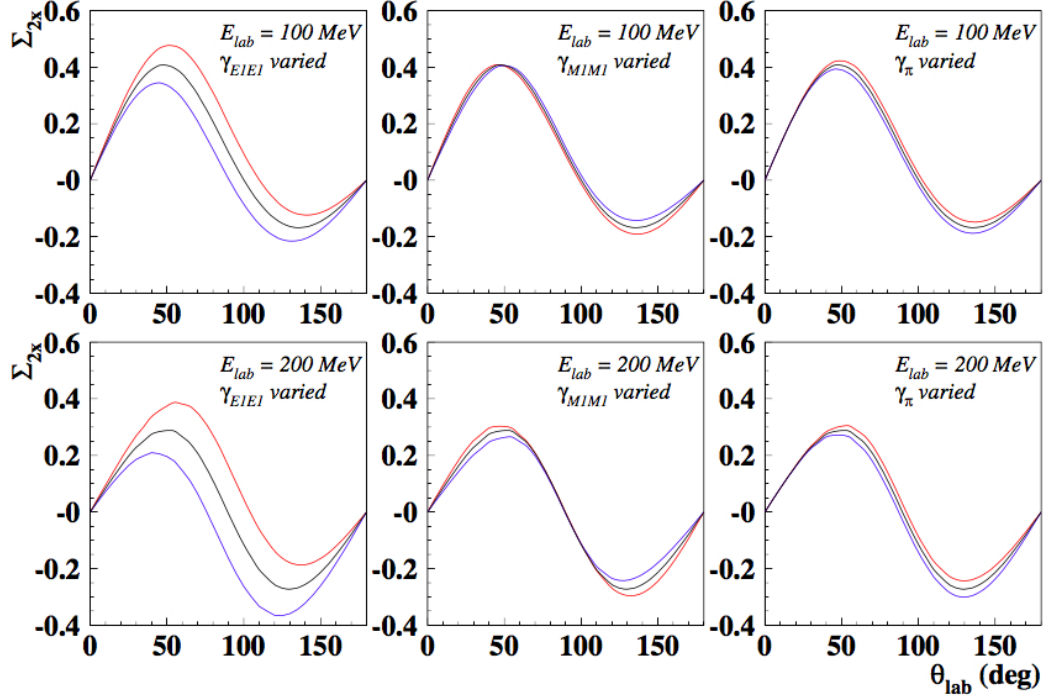 Σ2x
0.6
0.4
0.2
-0
-0.2
-0.4
0 50 100 150
E_lab = 100 MeV
γ_E1E1 varied
0.6
0.4
0.2
-0
-0.2
-0.4
0 50 100 150
E_lab = 100 MeV
γ_M1M1 varied
0.6
0.4
0.2
-0
-0.2
-0.4
0 50 100 150
E_lab = 100 MeV
γ_π varied
Σ2x
0.6
0.4
0.2
-0
-0.2
-0.4
0 50 100 150
E_lab = 200 MeV
γ_E1E1 varied
0.6
0.4
0.2
-0
-0.2
-0.4
0 50 100 150
E_lab = 200 MeV
γ_M1M1 varied
0.6
0.4
0.2
-0
-0.2
-0.4
0 50 100 150
E_lab = 200 MeV
γ_π varied
θ_lab (deg)